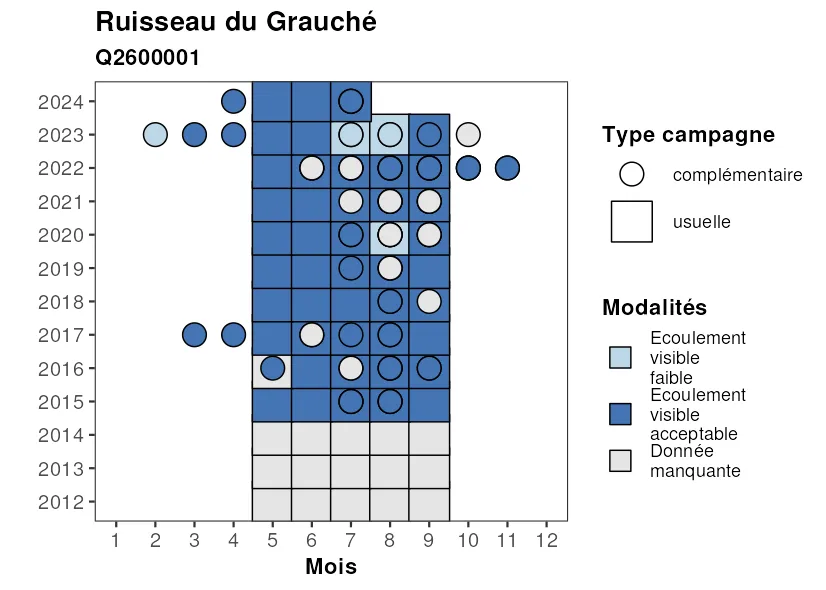 Ruisseau du Grauché
Q2600001
2024
2023
2022
2021
2020
2019
2018
2017
2016
2015
2014
2013
2012
1 2 3 4 5 6 7 8 9 10 11 12
Mois
Type campagne
complémentaire
usuelle
Modalités
Ecoulement
visible
faible
Ecoulement
visible
acceptable
Donnée
manquante